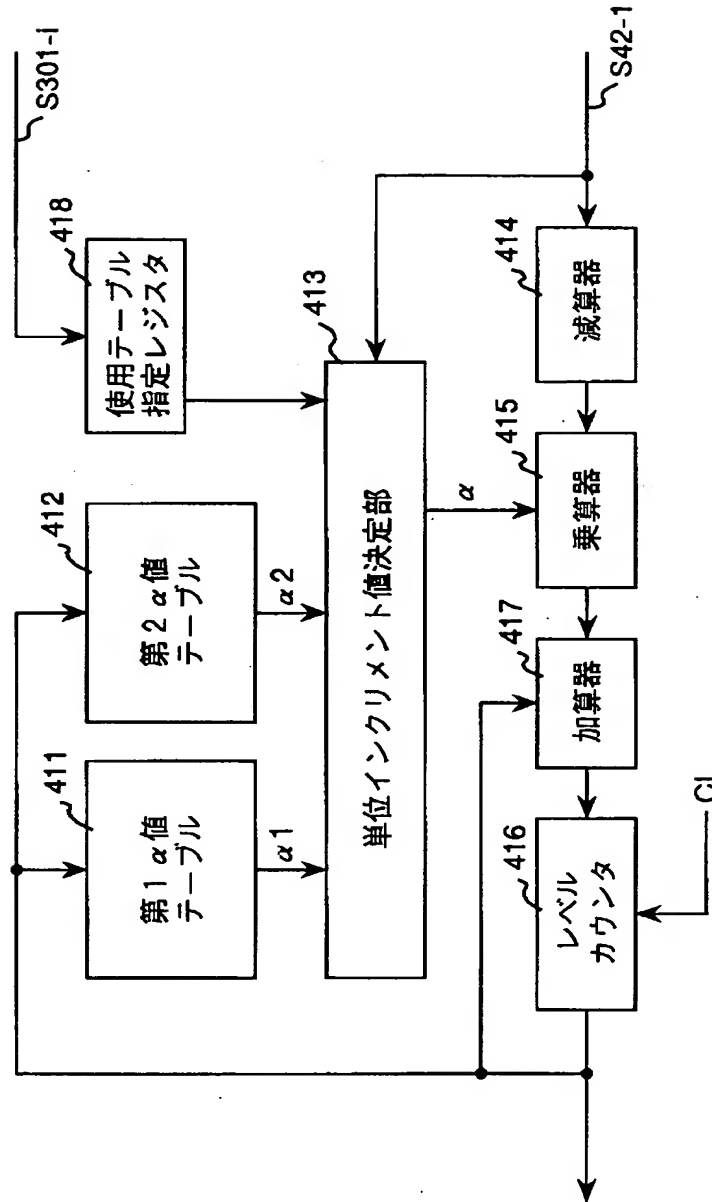 S301-1
418
使用テーブル
指定レジスタ
412
第2α値
テーブル
411
第1α値
テーブル
α2
α1
413
単位インクリメント値決定部
S42-1
α
414
減算器
415
乗算器
417
加算器
416
レベル
カウンタ